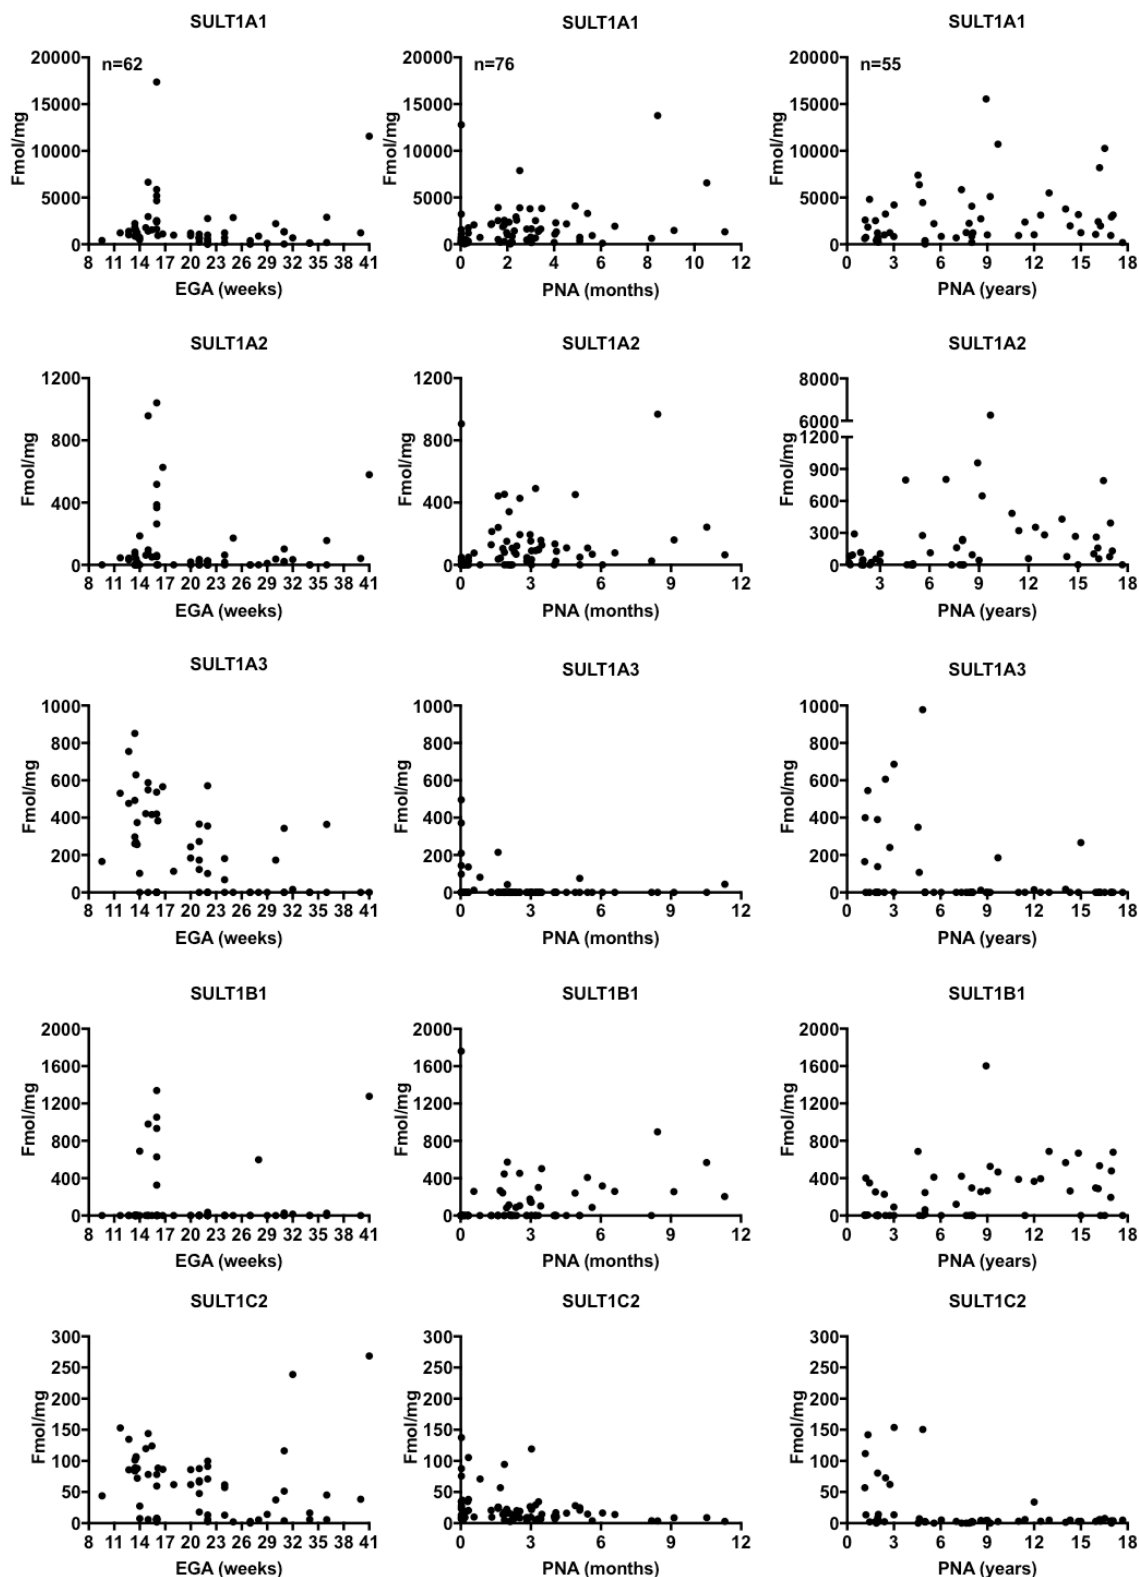 SULT1A1 SULT1A1 SULT1A1
n=62 n=76 n=55
20000 20000 20000
15000 15000 15000
Fmol/mg Fmol/mg Fmol/mg
10000 10000 10000
5000 5000 5000
0 0 0
8 11 14 17 20 23 26 29 32 35 38 41 0 2 4 6 8 10 12 0 3 6 9 12 15 18
EGA (weeks) PNA (months) PNA (years)
SULT1A2 SULT1A2 SULT1A2
1200 1200 8000
6000
1200
800 800 900
Fmol/mg Fmol/mg Fmol/mg
400 400 600
300
0 0 0
8 11 14 17 20 23 26 29 32 35 38 41 0 2 4 6 8 10 12 3 6 9 12 15 18
EGA (weeks) PNA (months) PNA (years)
SULT1A3 SULT1A3 SULT1A3
1000 1000 1000
800 800 800
Fmol/mg Fmol/mg Fmol/mg
600 600 600
400 400 400
200 200 200
0 0 0
8 11 14 17 20 23 26 29 32 35 38 41 0 3 6 9 12 0 3 6 9 12 15 18
EGA (weeks) PNA (months) PNA (years)
SULT1B1 SULT1B1 SULT1B1
2000 2000 2000
1600 1600 1600
Fmol/mg Fmol/mg Fmol/mg
1200 1200 1200
800 800 800
400 400 400
0 0 0
8 11 14 17 20 23 26 29 32 35 38 41 0 3 6 9 12 0 3 6 9 12 15 18
EGA (weeks) PNA (months) PNA (years)
SULT1C2 SULT1C2 SULT1C2
300 300 300
250 250 250
200 200 200
Fmol/mg Fmol/mg Fmol/mg
150 150 150
100 100 100
50 50 50
0 0 0
8 11 14 17 20 23 26 29 32 35 38 41 0 2 4 6 8 10 12 0 3 6 9 12 15 18
EGA (weeks) PNA (months) PNA (years)